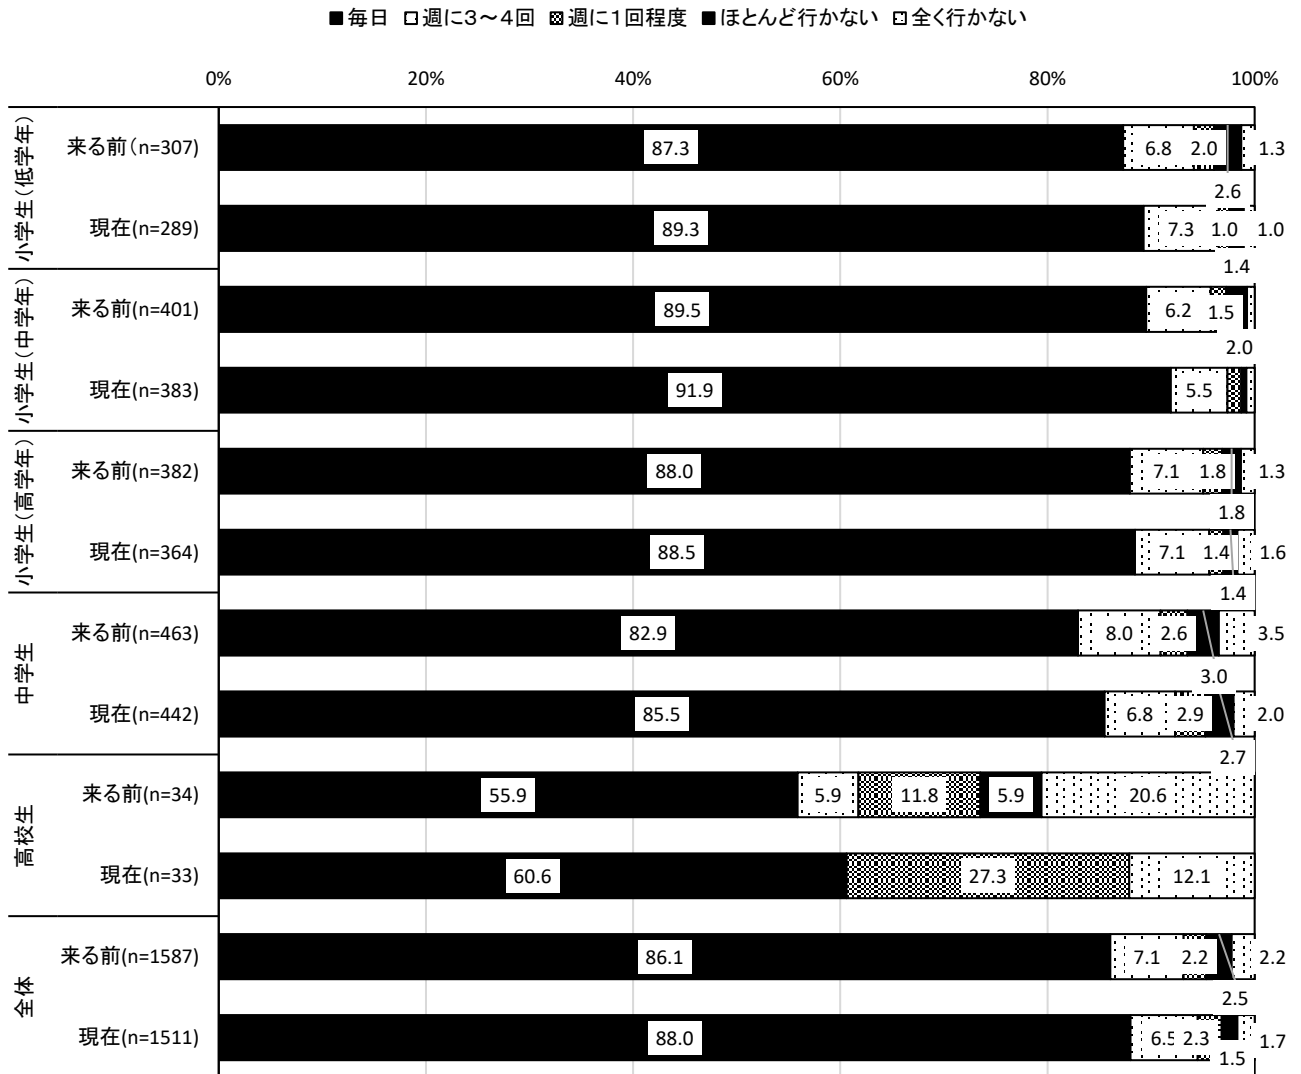 ■毎日 □週に３～４回 ▩週に１回程度 ■ほとんど行かない □全く行かない
0% 20% 40% 60% 80% 100%
小学生（低学年）
来る前（n=307) 87.3 6.8 2.0 1.3
2.6
現在(n=289) 89.3 7.3 1.0 1.0
1.4
小学生（中学年）
来る前(n=401) 89.5 6.2 1.5
2.0
現在(n=383) 91.9 5.5
小学生（高学年）
来る前(n=382) 88.0 7.1 1.8 1.3
1.8
現在(n=364) 88.5 7.1 1.4 1.6
1.4
中学生
来る前(n=463) 82.9 8.0 2.6 3.5
3.0
現在(n=442) 85.5 6.8 2.9 2.0
2.7
高校生
来る前(n=34) 55.9 5.9 11.8 5.9 20.6
現在(n=33) 60.6 27.3 12.1
全体
来る前(n=1587) 86.1 7.1 2.2 2.2
2.5
現在(n=1511) 88.0 6.5 2.3 1.7
1.5